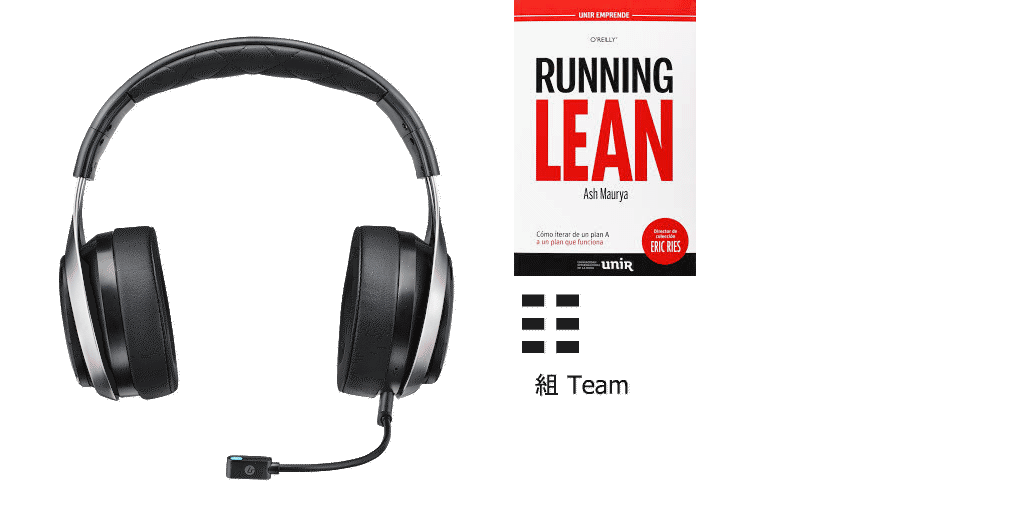 UNIR EMPRENDE
O'REILLY®
RUNNING
LEAN
Ash Maurya
Cómo iterar de un plan A
a un plan que funciona
Director de
colección
ERIC RIES
unir
組 Team